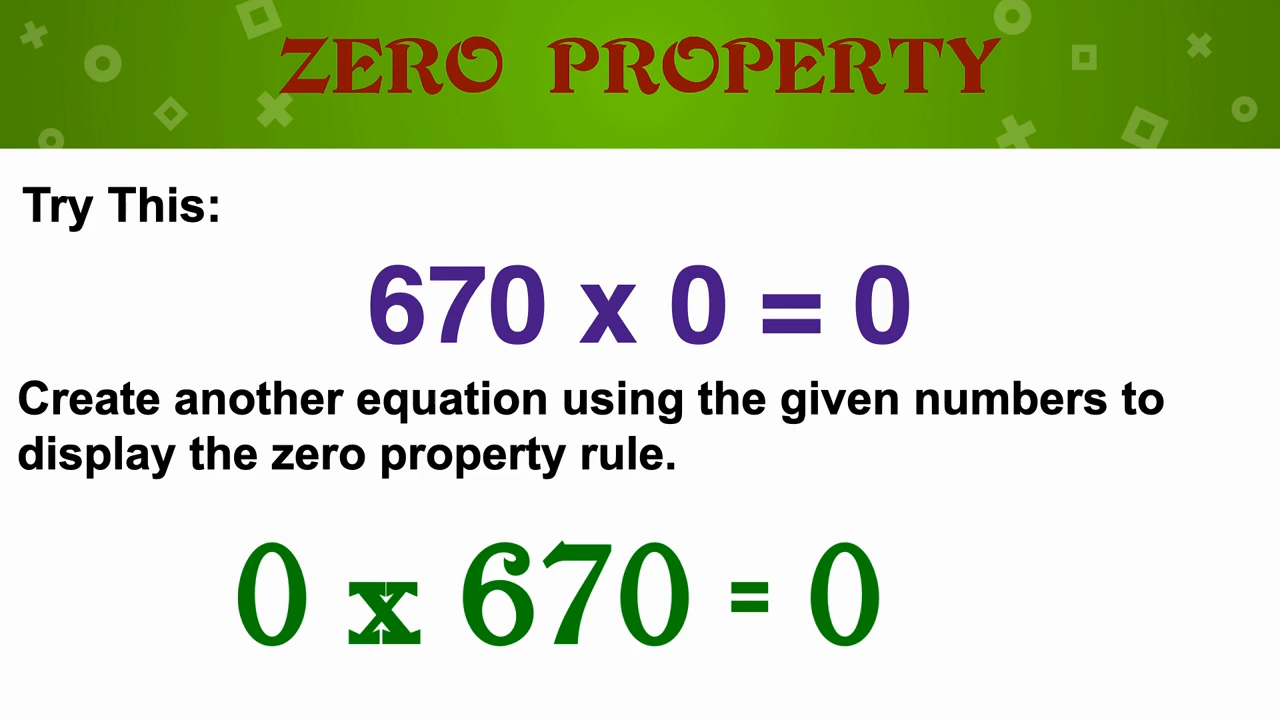 ZERO PROPERTY
Try This:
670 x 0 = 0
Create another equation using the given numbers to
display the zero property rule.
0 x 670 = 0